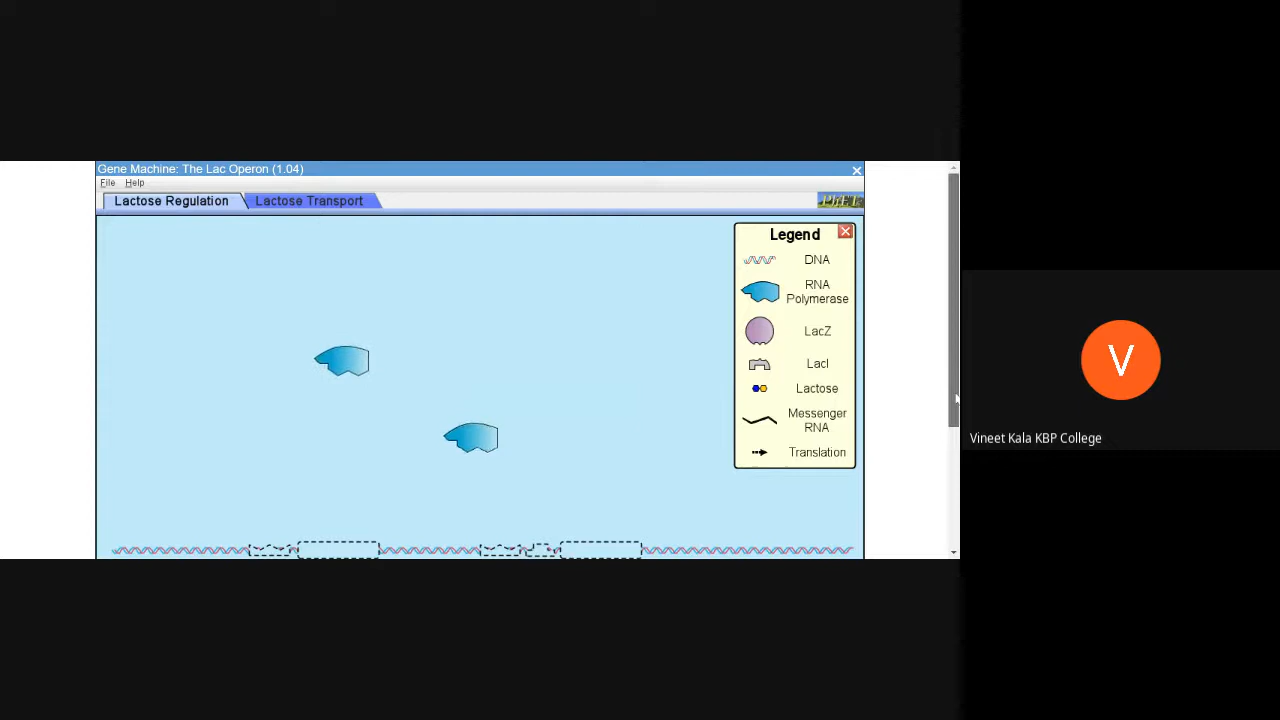 Gene Machine: The Lac Operon (1.04)
File Help
Lactose Regulation Lactose Transport
PhET
Legend
DNA
RNA
Polymerase
LacZ
LacI
Lactose
Messenger
RNA
Translation
V
Vineet Kala KBP College